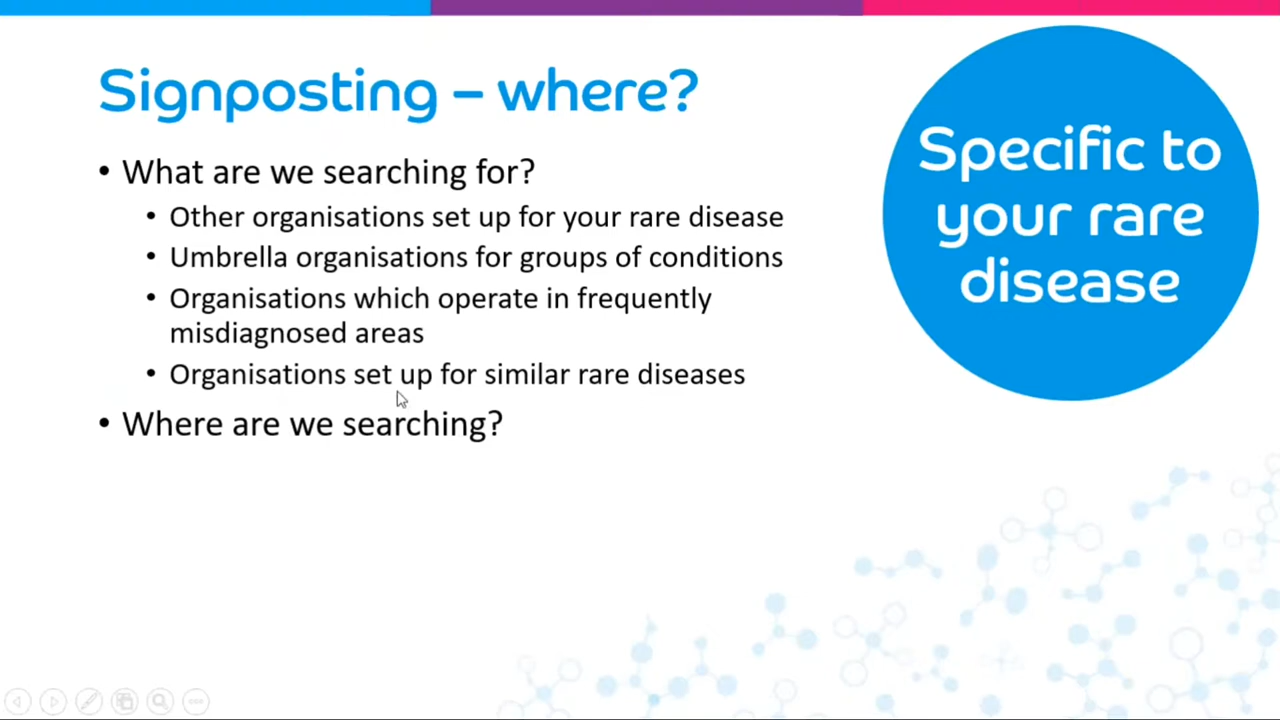 Signposting – where?
• What are we searching for?
• Other organisations set up for your rare disease
• Umbrella organisations for groups of conditions
• Organisations which operate in frequently
misdiagnosed areas
• Organisations set up for similar rare diseases
• Where are we searching?
Specific to
your rare
disease